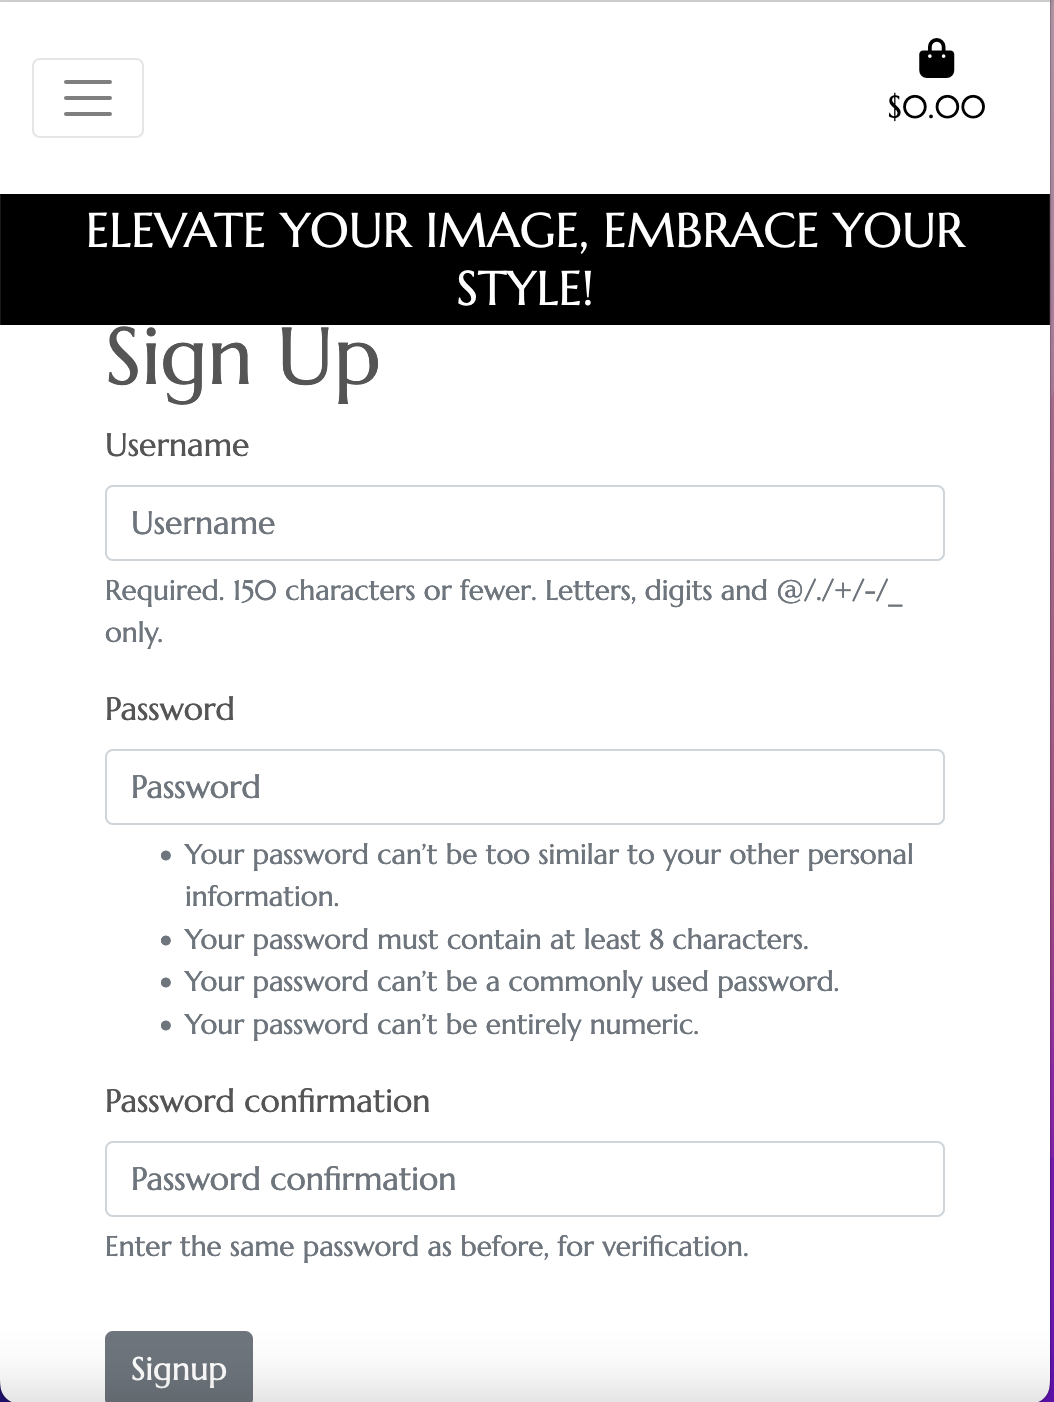 $0.00
ELEVATE YOUR IMAGE, EMBRACE YOUR
STYLE!
Sign Up
Username
Username
Required. 150 characters or fewer. Letters, digits and @/./+/-/_
only.
Password
Password
• Your password can’t be too similar to your other personal
information.
• Your password must contain at least 8 characters.
• Your password can’t be a commonly used password.
• Your password can’t be entirely numeric.
Password confirmation
Password confirmation
Enter the same password as before, for verification.
Signup